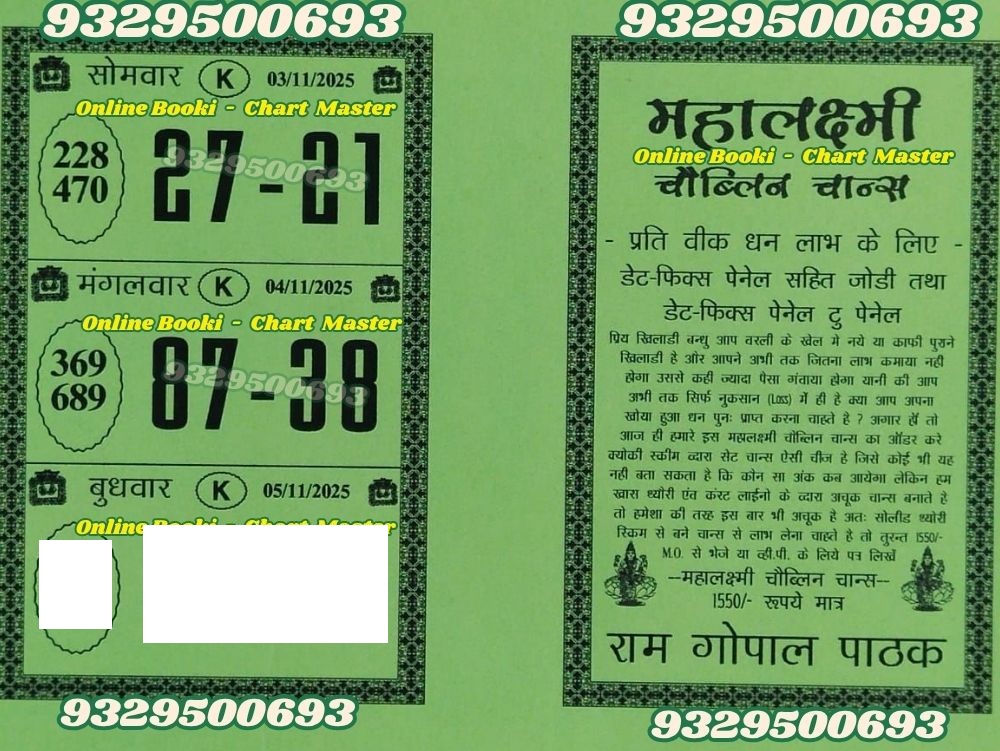 9329500693
सोमवार K 03/11/2025
Online Booki - Chart Master
228
470
27-21
9329500693
मंगलवार K 04/11/2025
Online Booki - Chart Master
369
689
87-38
9329500693
बुधवार K 05/11/2025
Online Booki - Chart Master
9329500693
9329500693
महालक्ष्मी
Online Booki - Chart Master
चौब्लिन चान्स
- प्रति वीक धन लाभ के लिए -
डेट-फिक्स पेनेल सहित जोडी तथा
डेट-फिक्स पेनेल टु पेनेल
प्रिय खिलाडी बन्धु आप वरली के खेल में नये या काफी पुराने
खिलाडी है और आपने अभी तक जितना लाभ कमाया नही
होगा उससे कही ज्यादा पैसा गंवाया होगा यानी की आप
अभी तक सिर्फ नुकसान (Loss) में ही है क्या आप अपना
खोया हुआ धन पुनः प्राप्त करना चाहते है ? अगार हाँ तो
आज ही हमारे इस महालक्ष्मी चौब्लिन चान्स का ऑडर करे
क्योकी स्कीम व्दारा सेट चान्स ऐसी चीज है जिसे कोई भी यह
नही बता सकता है कि कोन सा अंक कब आयेगा लेकिन हम
खास थ्योरी एंव करंट लाईनो के व्दारा अचूक चान्स बनाते है
तो हमेशा की तरह इस बार भी अचूक है अतः सोलीड थ्योरी
स्किम से बने चान्स से लाभ लेना चाहते है तो तुरन्त 1550/-
M.O. से भेजे या व्ही.पी. के लिये पत्र लिखें
--महालक्ष्मी चौब्लिन चान्स--
1550/- रूपये मात्र
राम गोपाल पाठक
9329500693